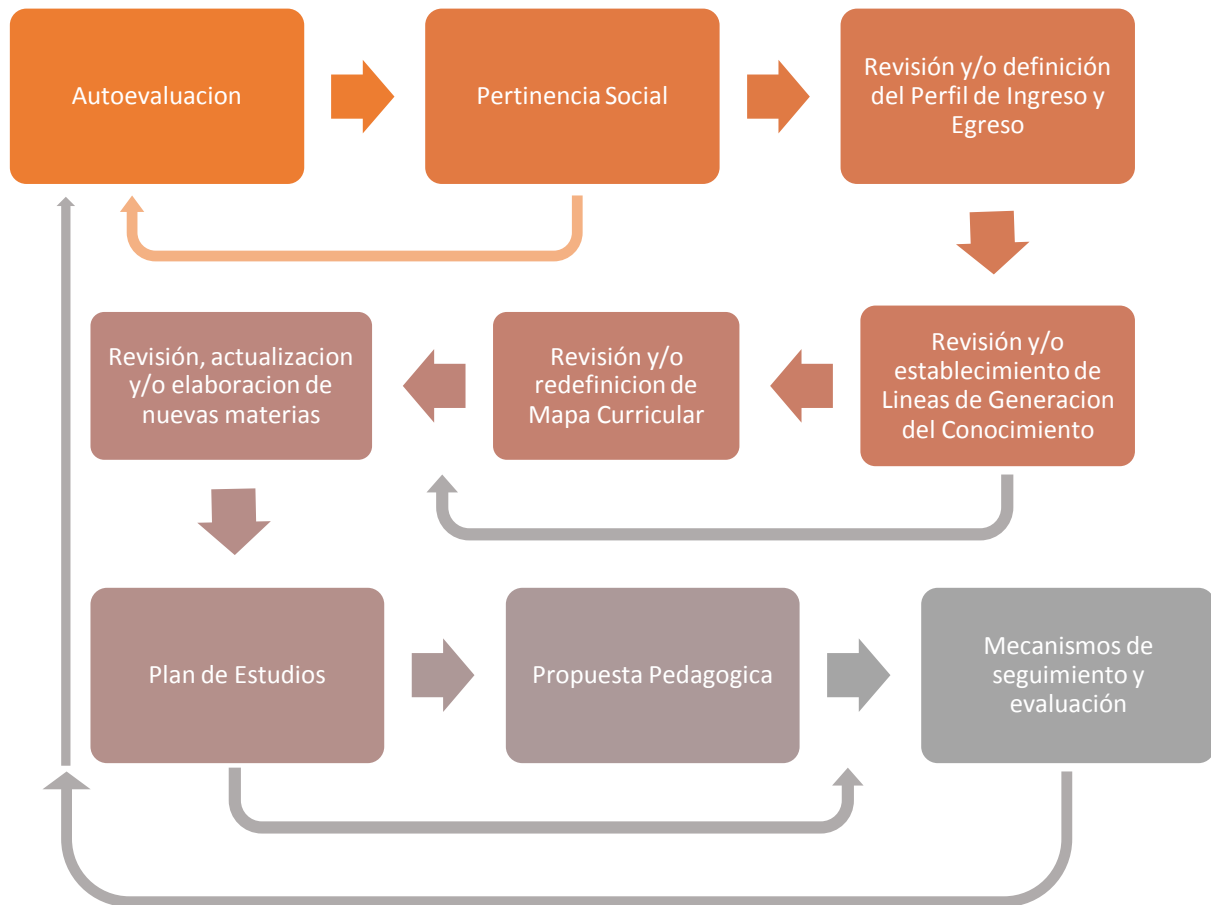 Autoevaluacion
Pertinencia Social
Revisión y/o definición
del Perfil de Ingreso y
Egreso
Revisión, actualizacion
y/o elaboracion de
nuevas materias
Revisión y/o
redefinicion de
Mapa Curricular
Revisión y/o
establecimiento de
Lineas de Generacion
del Conocimiento
Plan de Estudios
Propuesta Pedagogica
Mecanismos de
seguimiento y
evaluación